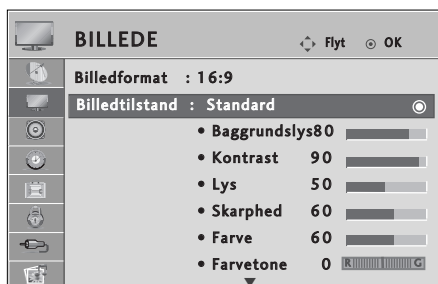 BILLEDE Flyt OK
Billedformat : 16:9
Billedtilstand : Standard
• Baggrundslys80
• Kontrast 90
• Lys 50
• Skarphed 60
• Farve 60
• Farvetone 0 R G